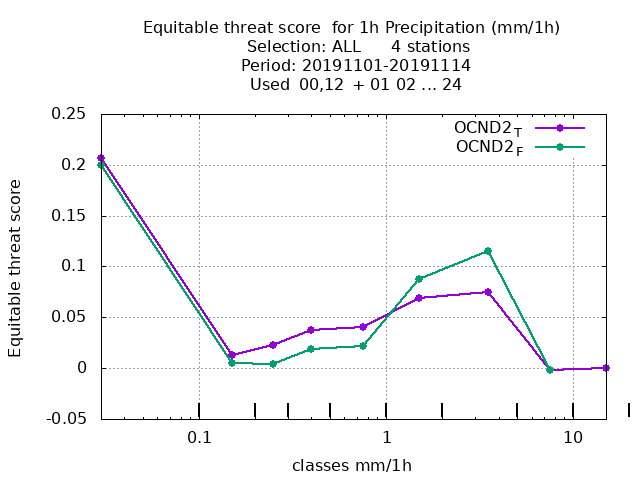 Equitable threat score  for 1h Precipitation (mm/1h)
Selection: ALL      4 stations
Period: 20191101-20191114
Used  00,12  + 01 02 ... 24
OCND2T
OCND2F
0.25
0.2
0.15
0.1
0.05
0
-0.05
Equitable threat score
0.1
1
10
classes mm/1h